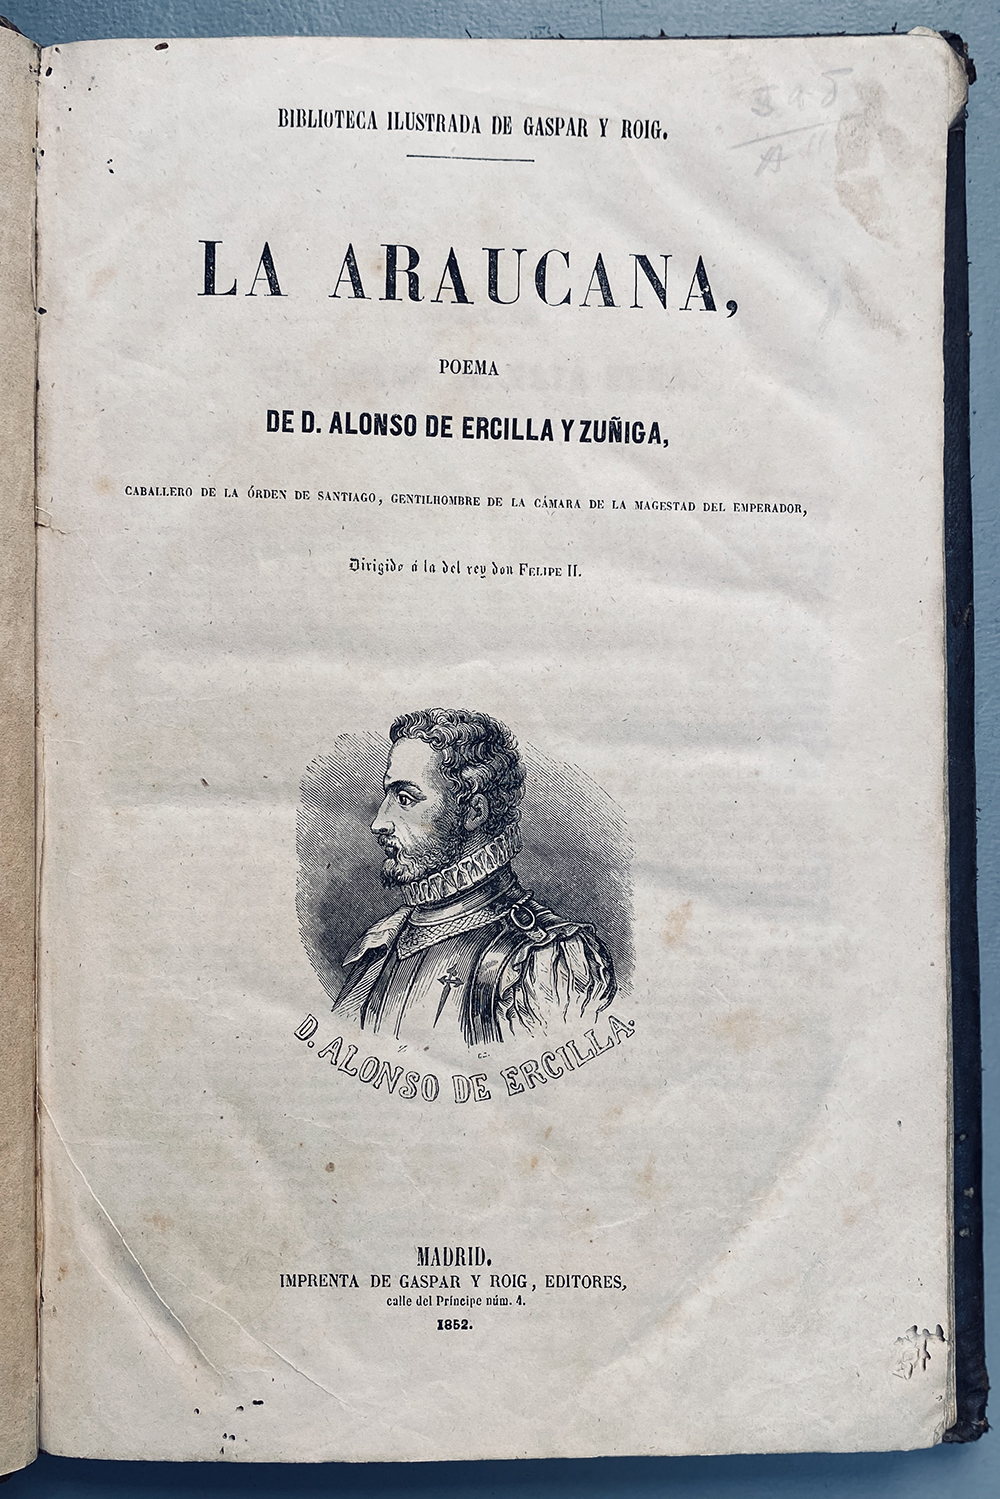 BIBLIOTECA ILUSTRADA DE GASPAR Y ROIG.
LA ARAUCANA,
POEMA
DE D. ALONSO DE ERCILLA Y ZUÑIGA,
CABALLERO DE LA ÓRDEN DE SANTIAGO, GENTILHOMBRE DE LA CÁMARA DE LA MAGESTAD DEL EMPERADOR,
Dirigido á la del rey don FELIPE II.
D. ALONSO DE ERCILLA.
MADRID.
IMPRENTA DE GASPAR Y ROIG, EDITORES,
calle del Príncipe núm. 4.
1852.